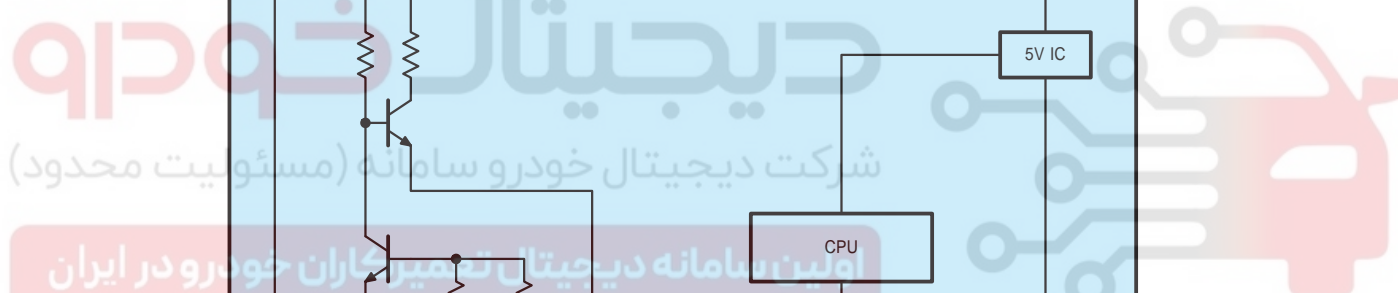 دیجیتال خودرو
5V IC
شرکت دیجیتال خودرو سامانه (مسئولیت محدود)
CPU
اولین سامانه دیجیتال تعمیرکاران خودرو در ایران